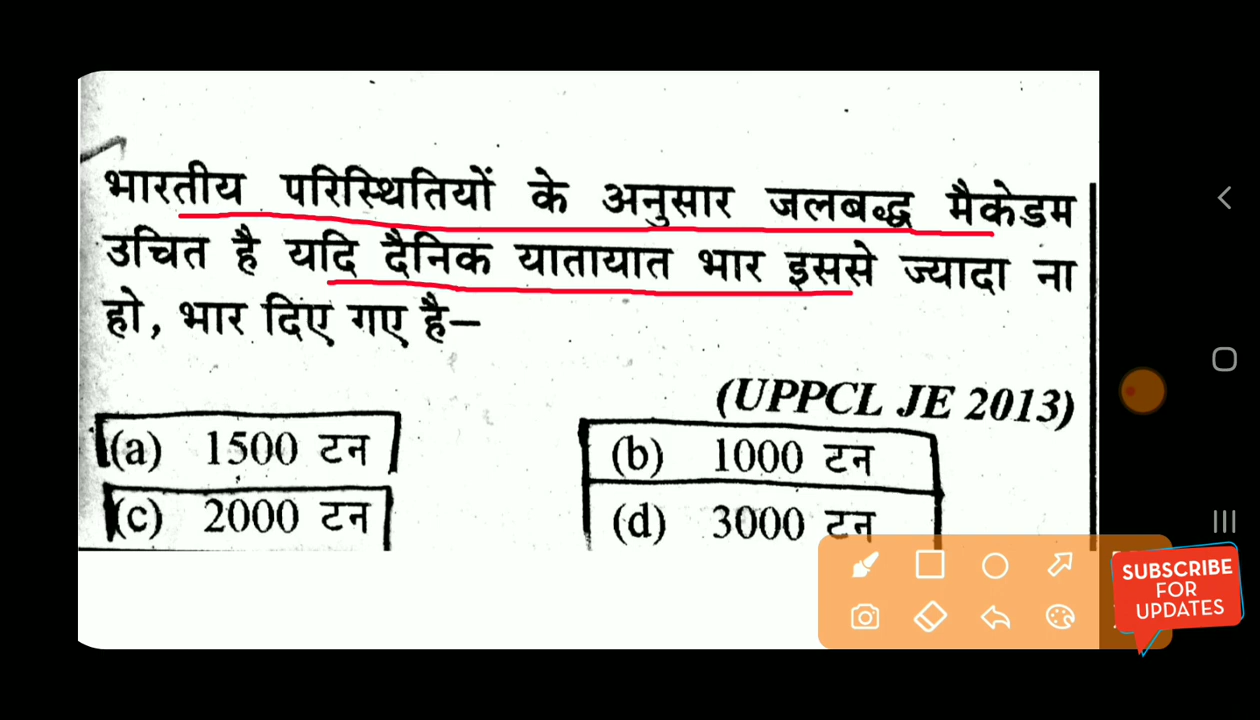 भारतीय परिस्थितियों के अनुसार जलबद्ध मैकेडम
उचित है यदि दैनिक यातायात भार इससे ज्यादा ना
हो, भार दिए गए है–
(UPPCL JE 2013)
(a) 1500 टन (b) 1000 टन
(c) 2000 टन (d) 3000 टन
SUBSCRIBE
FOR
UPDATES